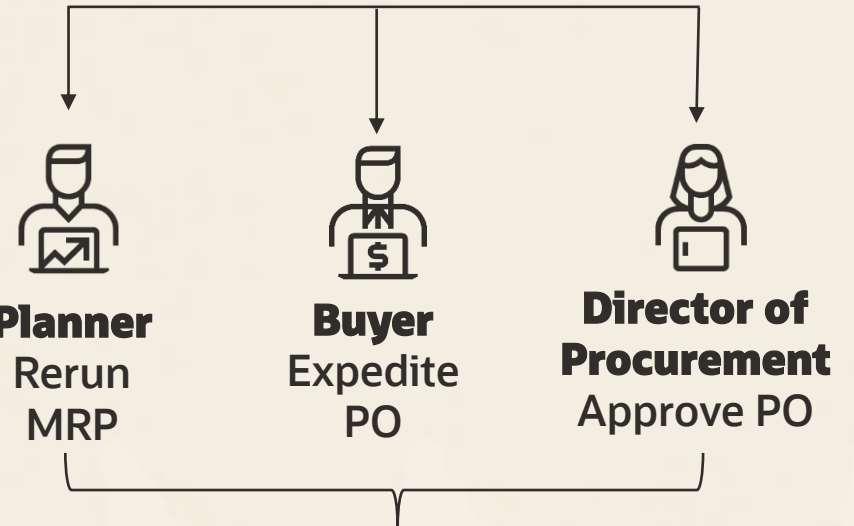 Planner
Rerun
MRP
Buyer
Expedite
PO
Director of
Procurement
Approve PO
$